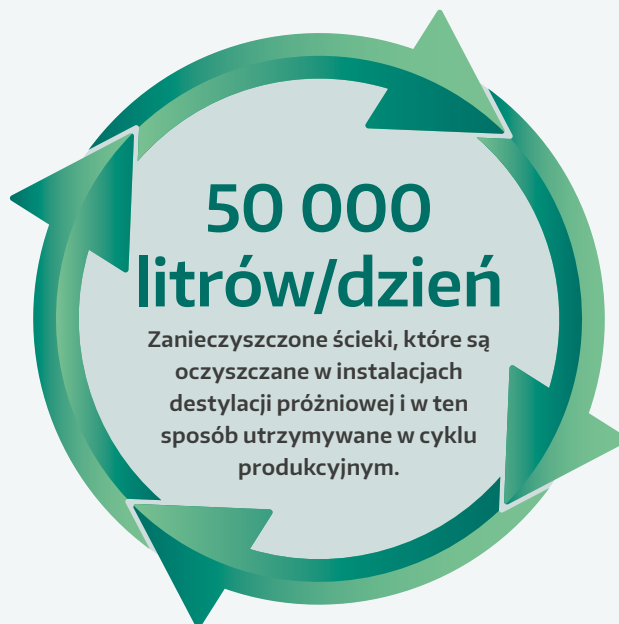 50 000
litrów/dzień
Zanieczyszczone ścieki, które są
oczyszczane w instalacjach
destylacji próżniowej i w ten
sposób utrzymywane w cyklu
produkcyjnym.